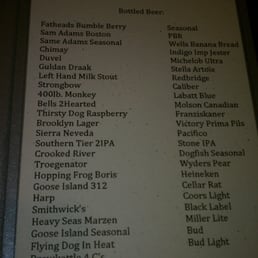 Bottled Beer:
Fatheads Bumble Berry
Sam Adams Boston
Same Adams Seasonal
Chimay
Duvel
Guldan Draak
Left Hand Milk Stout
Strongbow
400lb. Monkey
Bells 2Hearted
Thirsty Dog Raspberry
Brooklyn Lager
Sierra Neveda
Southern Tier 2IPA
Crooked River
Troegenator
Hopping Frog Boris
Goose Island 312
Harp
Smithwick's
Heavy Seas Marzen
Goose Island Seasonal
Flying Dog In Heat
Seasonal
PBR
Wells Banana Bread
Indigo Imp Jester
Michelob Ultra
Stella Artois
Redbridge
Caliber
Labatt Blue
Molson Canadian
Franziskaner
Victory Prima Pils
Pacifico
Stone IPA
Dogfish Seasonal
Wyders Pear
Heineken
Cellar Rat
Coors Light
Black Label
Miller Lite
Bud
Bud Light